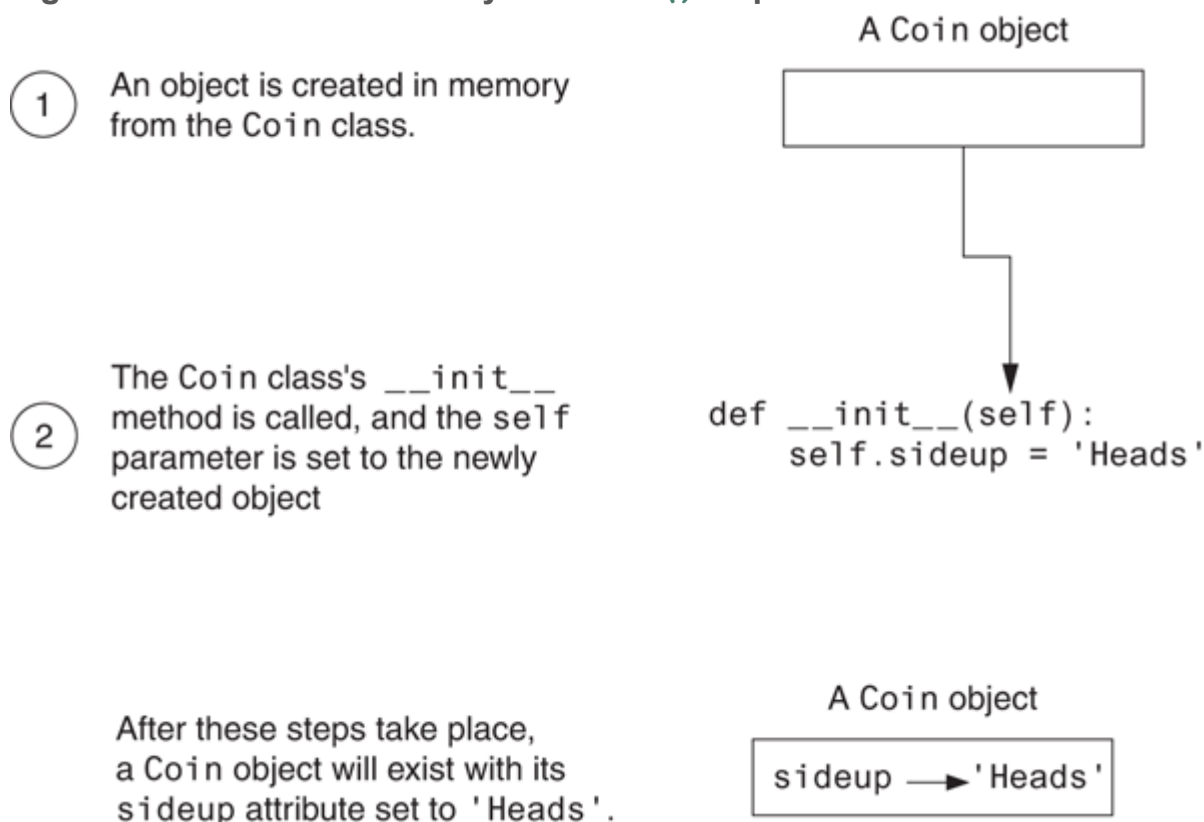 A Coin object
1
An object is created in memory
from the Coin class.
2
The Coin class's __init__
method is called, and the self
parameter is set to the newly
created object
def __init__(self):
    self.sideup = 'Heads'
After these steps take place,
a Coin object will exist with its
sideup attribute set to 'Heads'.
A Coin object
sideup 'Heads'